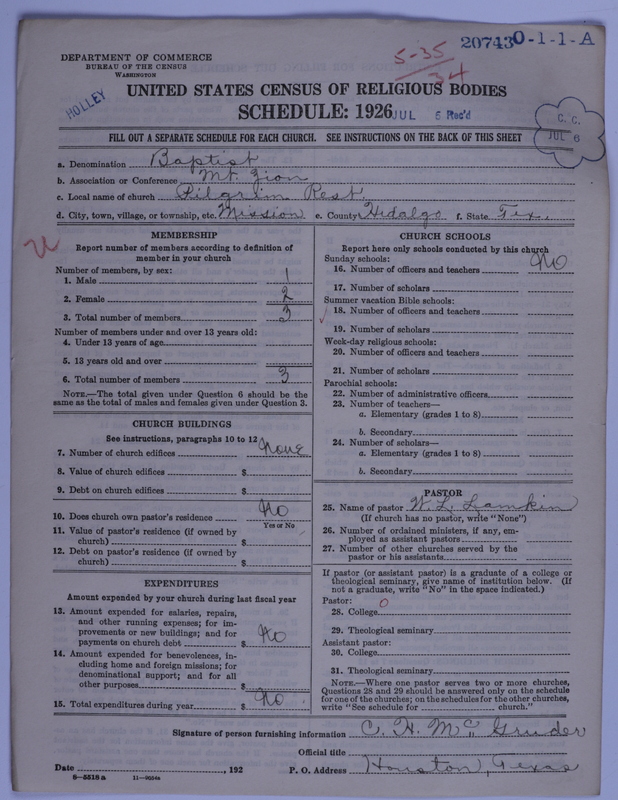 207430-1-1-A
5-35
34
DEPARTMENT OF COMMERCE
BUREAU OF THE CENSUS
WASHINGTON
HOLLEY
UNITED STATES CENSUS OF RELIGIOUS BODIES
SCHEDULE: 1926
JUL 6 Rec'd
C. C.
JUL 6
FILL OUT A SEPARATE SCHEDULE FOR EACH CHURCH. SEE INSTRUCTIONS ON THE BACK OF THIS SHEET
a. Denomination Baptist
b. Association or Conference Mt. Zion
c. Local name of church Pilgrim Rest.
d. City, town, village, or township, etc. Mission e. County Hidalgo f. State Tex.
MEMBERSHIP
Report number of members according to definition of
member in your church
Number of members, by sex:
1. Male 1
2. Female 2
3. Total number of members 3
Number of members under and over 13 years old:
4. Under 13 years of age
5. 13 years old and over
6. Total number of members 3
NOTE.—The total given under Question 6 should be
same as the total of males and females given under Question 3.
CHURCH BUILDINGS
See instructions, paragraphs 10 to 12
7. Number of church edifices None
8. Value of church edifices $
9. Debt on church edifices $
10. Does church own pastor's residence No
Yes or No
11. Value of pastor's residence (if owned by
church) $
12. Debt on pastor's residence (if owned by
church) $
EXPENDITURES
Amount expended by your church during last fiscal year
13. Amount expended for salaries, repairs,
and other running expenses; for im-
provements or new buildings; and for
payments on church debt $ No
14. Amount expended for benevolences, in-
cluding home and foreign missions; for
denominational support; and for all
other purposes $
15. Total expenditures during year $ No
CHURCH SCHOOLS
Report here only schools conducted by this church
Sunday schools:
16. Number of officers and teachers No
17. Number of scholars
Summer vacation Bible schools:
18. Number of officers and teachers
19. Number of scholars
Week-day religious schools:
20. Number of officers and teachers
21. Number of scholars
Parochial schools:
22. Number of administrative officers
23. Number of teachers—
a. Elementary (grades 1 to 8)
b. Secondary
24. Number of scholars—
a. Elementary (grades 1 to 8)
b. Secondary
PASTOR
25. Name of pastor W. L. Lamkin
(If church has no pastor, write "None")
26. Number of ordained ministers, if any, em-
ployed as assistant pastors
27. Number of other churches served by the
pastor or his assistants
If pastor (or assistant pastor) is a graduate of a college or
theological seminary, give name of institution below. (If
not a graduate, write "No" in the space indicated.)
Pastor: 0
28. College
29. Theological seminary
Assistant pastor:
30. College
31. Theological seminary
NOTE.—Where one pastor serves two or more churches,
Questions 28 and 29 should be answered only on the schedule
for one of the churches; on the schedules for the other churches,
write "See schedule for church."
Signature of person furnishing information C. H. McGruder
Official title
Date , 192 P. O. Address Houston, Texas
8-5518 a